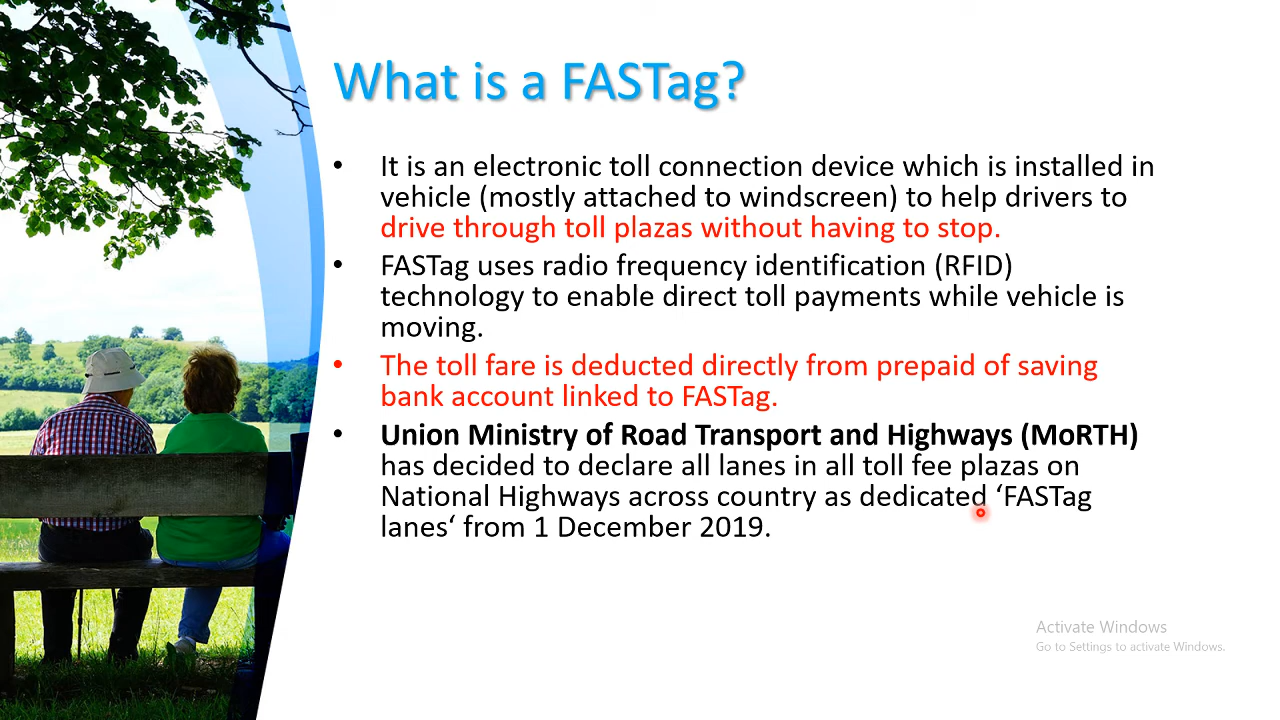 What is a FASTag?
• It is an electronic toll connection device which is installed in
vehicle (mostly attached to windscreen) to help drivers to
drive through toll plazas without having to stop.
• FASTag uses radio frequency identification (RFID)
technology to enable direct toll payments while vehicle is
moving.
• The toll fare is deducted directly from prepaid of saving
bank account linked to FASTag.
• Union Ministry of Road Transport and Highways (MoRTH)
has decided to declare all lanes in all toll fee plazas on
National Highways across country as dedicated ‘FASTag
lanes‘ from 1 December 2019.
Activate Windows
Go to Settings to activate Windows.